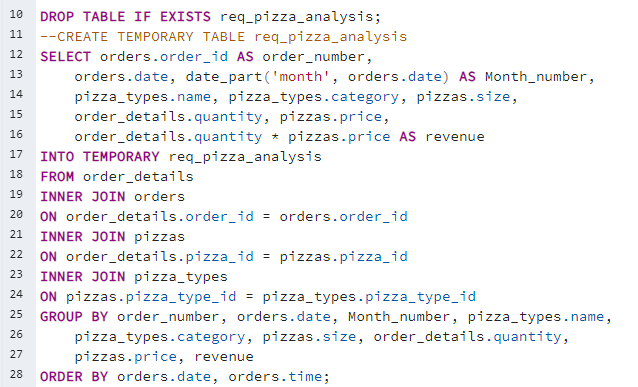 10 DROP TABLE IF EXISTS req_pizza_analysis;
11 --CREATE TEMPORARY TABLE req_pizza_analysis
12 SELECT orders.order_id AS order_number,
13     orders.date, date_part('month', orders.date) AS Month_number,
14     pizza_types.name, pizza_types.category, pizzas.size,
15     order_details.quantity, pizzas.price,
16     order_details.quantity * pizzas.price AS revenue
17 INTO TEMPORARY req_pizza_analysis
18 FROM order_details
19 INNER JOIN orders
20 ON order_details.order_id = orders.order_id
21 INNER JOIN pizzas
22 ON order_details.pizza_id = pizzas.pizza_id
23 INNER JOIN pizza_types
24 ON pizzas.pizza_type_id = pizza_types.pizza_type_id
25 GROUP BY order_number, orders.date, Month_number, pizza_types.name,
26     pizza_types.category, pizzas.size, order_details.quantity,
27     pizzas.price, revenue
28 ORDER BY orders.date, orders.time;